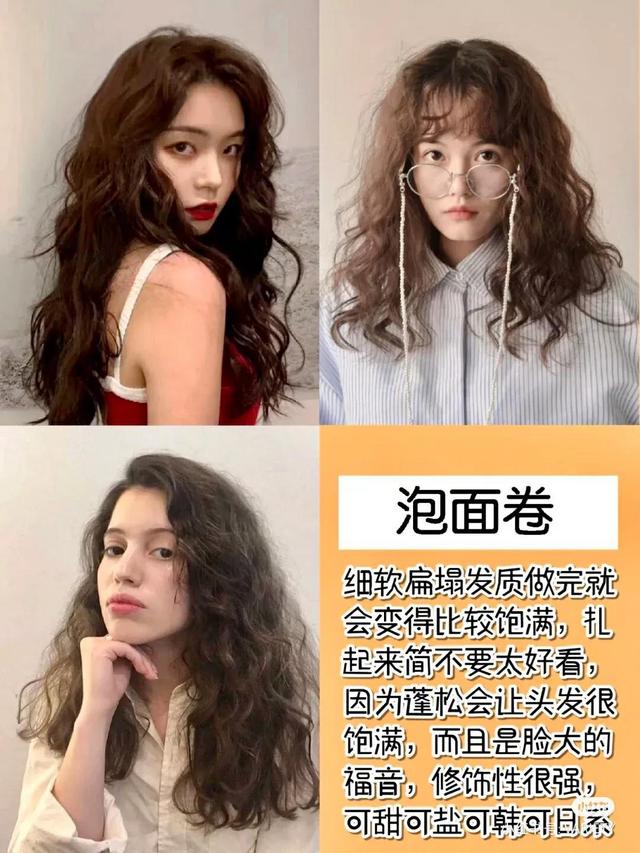 泡面卷
细软扁塌发质做完就
会变得比较饱满，扎
起来简不要太好看，
因为蓬松会让头发很
饱满，而且是脸大的
福音，修饰性很强，
可甜可盐可韩可日系
小红书